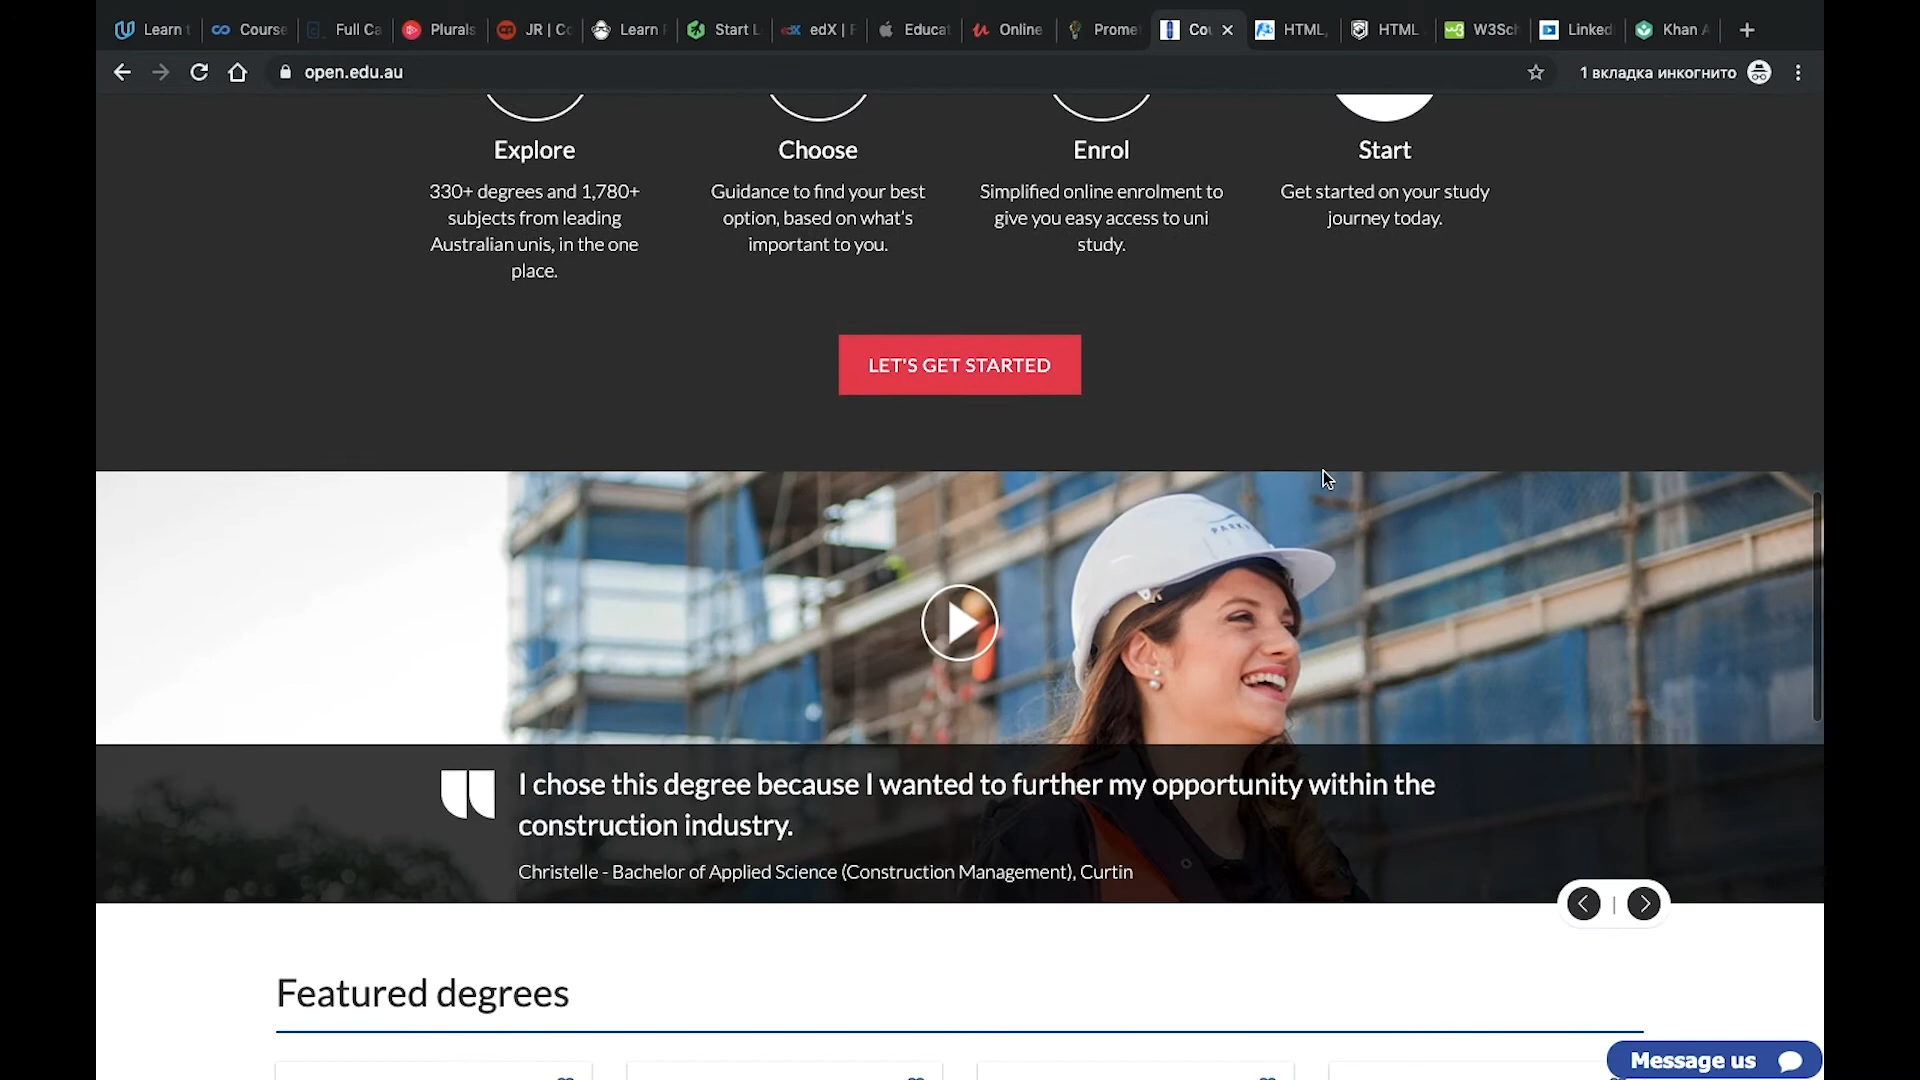 Learn
Course
Full Ca
Plurals
JR | Co
Learn
Start L
edX | F
Educat
Online
Promet
Cou
HTML,
HTML
W3Sch
Linked
Khan A
open.edu.au
1 вкладка инкогнито
Explore
330+ degrees and 1,780+
subjects from leading
Australian unis, in the one
place.
Choose
Guidance to find your best
option, based on what's
important to you.
Enrol
Simplified online enrolment to
give you easy access to uni
study.
Start
Get started on your study
journey today.
LET'S GET STARTED
I chose this degree because I wanted to further my opportunity within the
construction industry.
Christelle - Bachelor of Applied Science (Construction Management), Curtin
Featured degrees
Message us